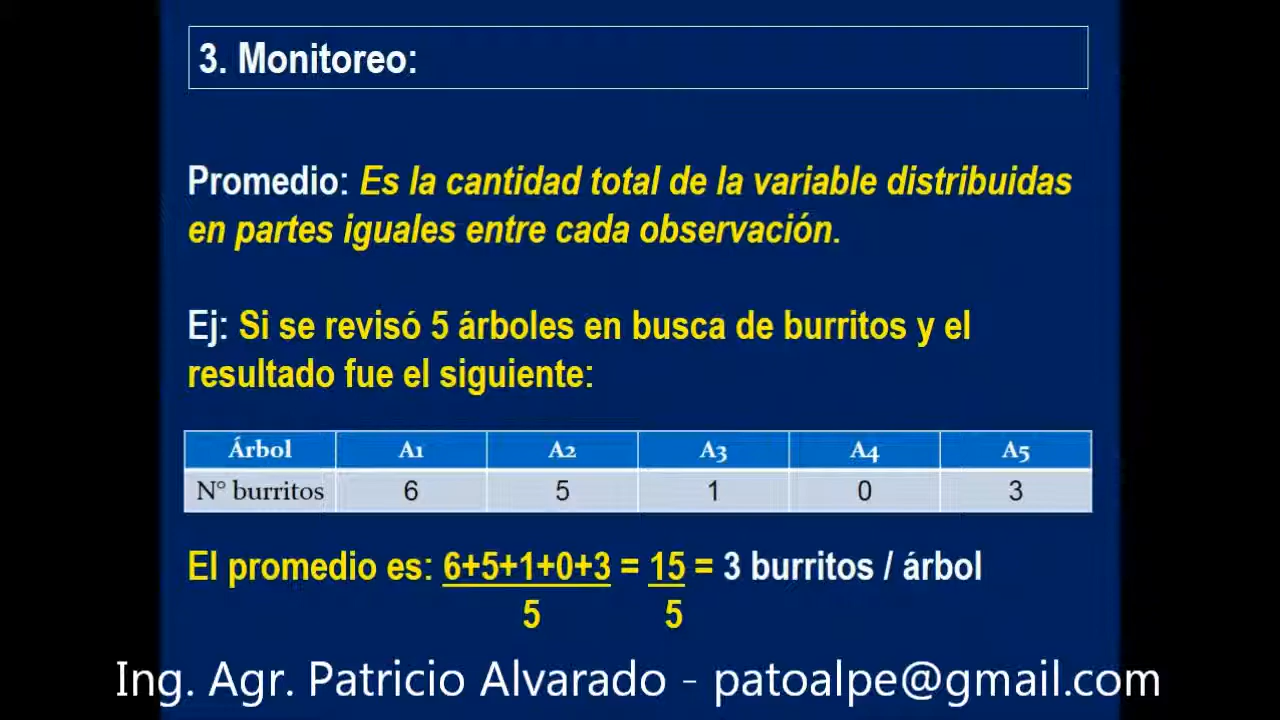 3. Monitoreo:
Promedio: Es la cantidad total de la variable distribuidas
en partes iguales entre cada observación.
Ej: Si se revisó 5 árboles en busca de burritos y el
resultado fue el siguiente:
Árbol A1 A2 A3 A4 A5
N° burritos 6 5 1 0 3
El promedio es: 6+5+1+0+3 = 15 = 3 burritos / árbol
5 5
Ing. Agr. Patricio Alvarado - patoalpe@gmail.com